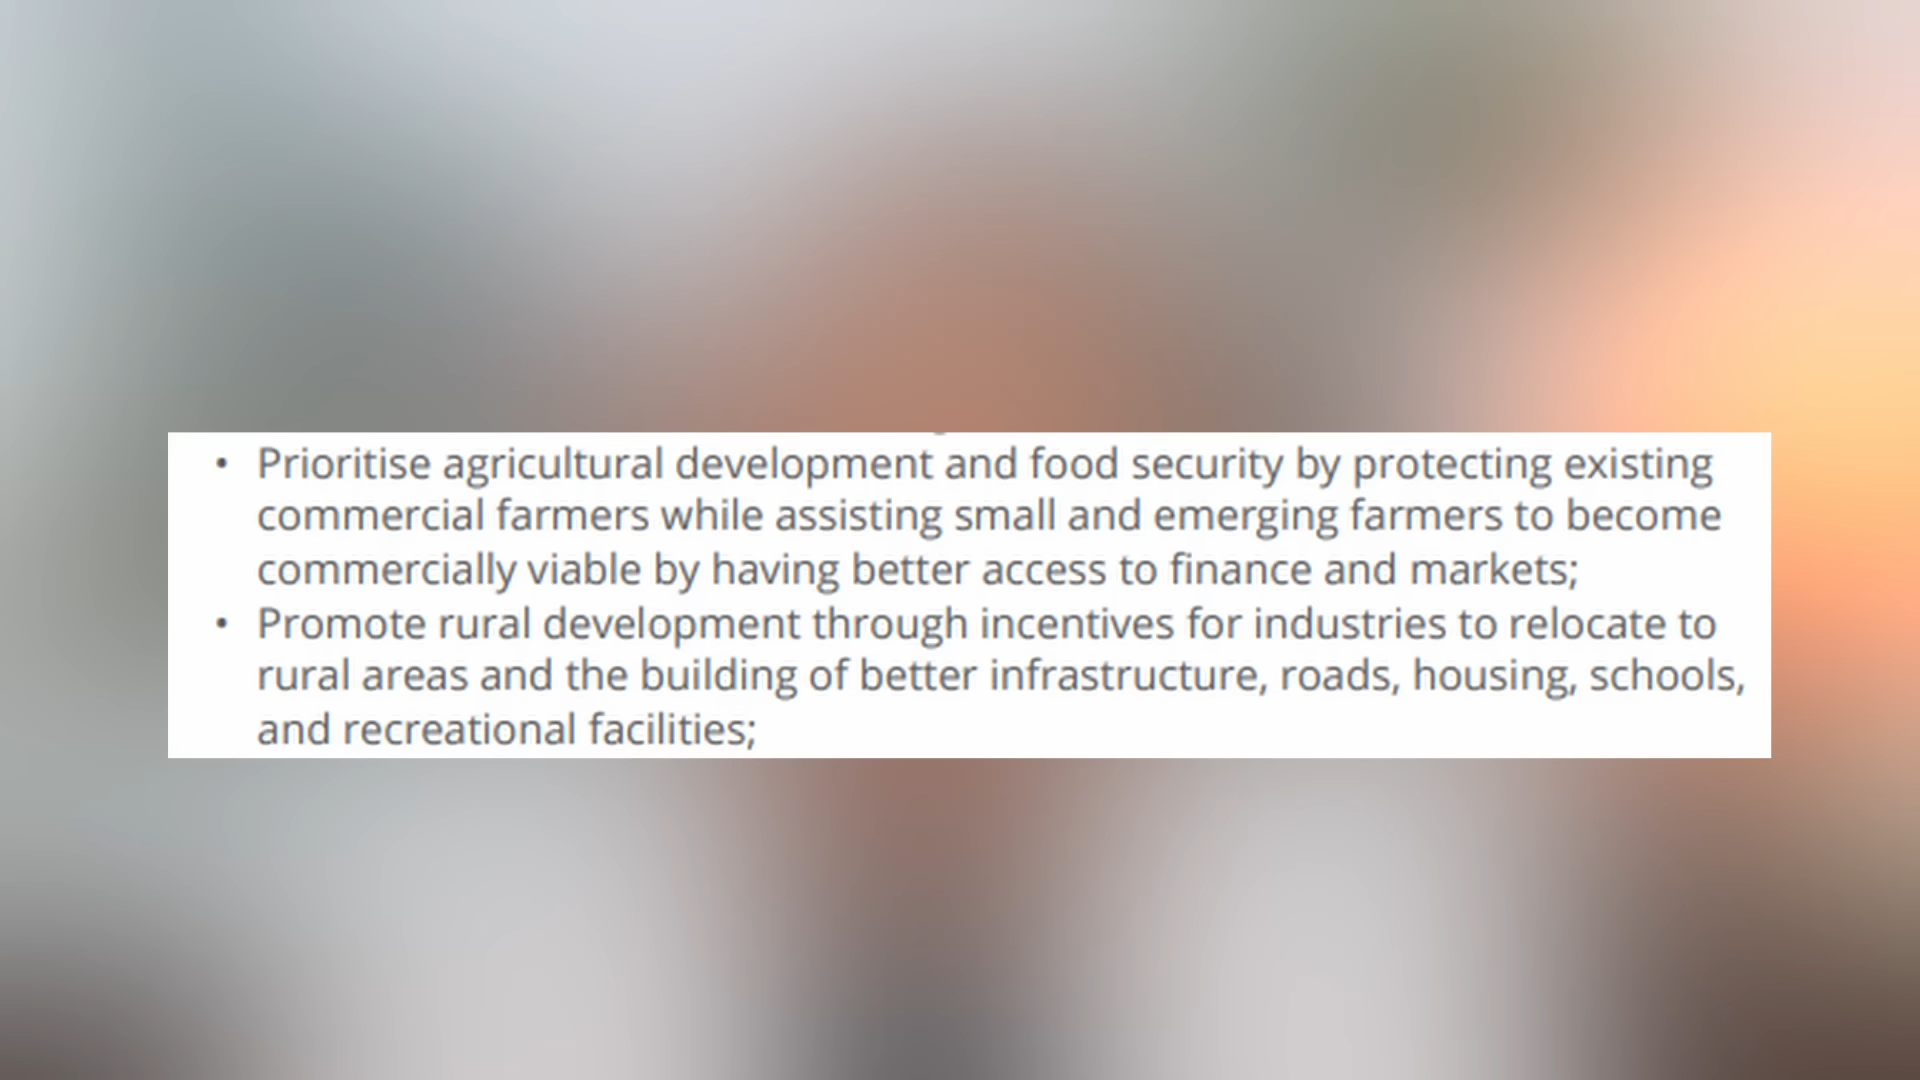 • Prioritise agricultural development and food security by protecting existing
commercial farmers while assisting small and emerging farmers to become
commercially viable by having better access to finance and markets;
• Promote rural development through incentives for industries to relocate to
rural areas and the building of better infrastructure, roads, housing, schools,
and recreational facilities;